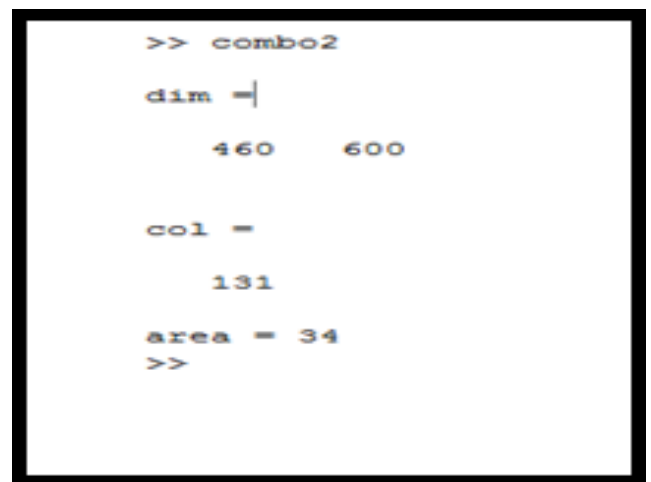 >> combo2
dim =
460 600
col =
131
area = 34
>>